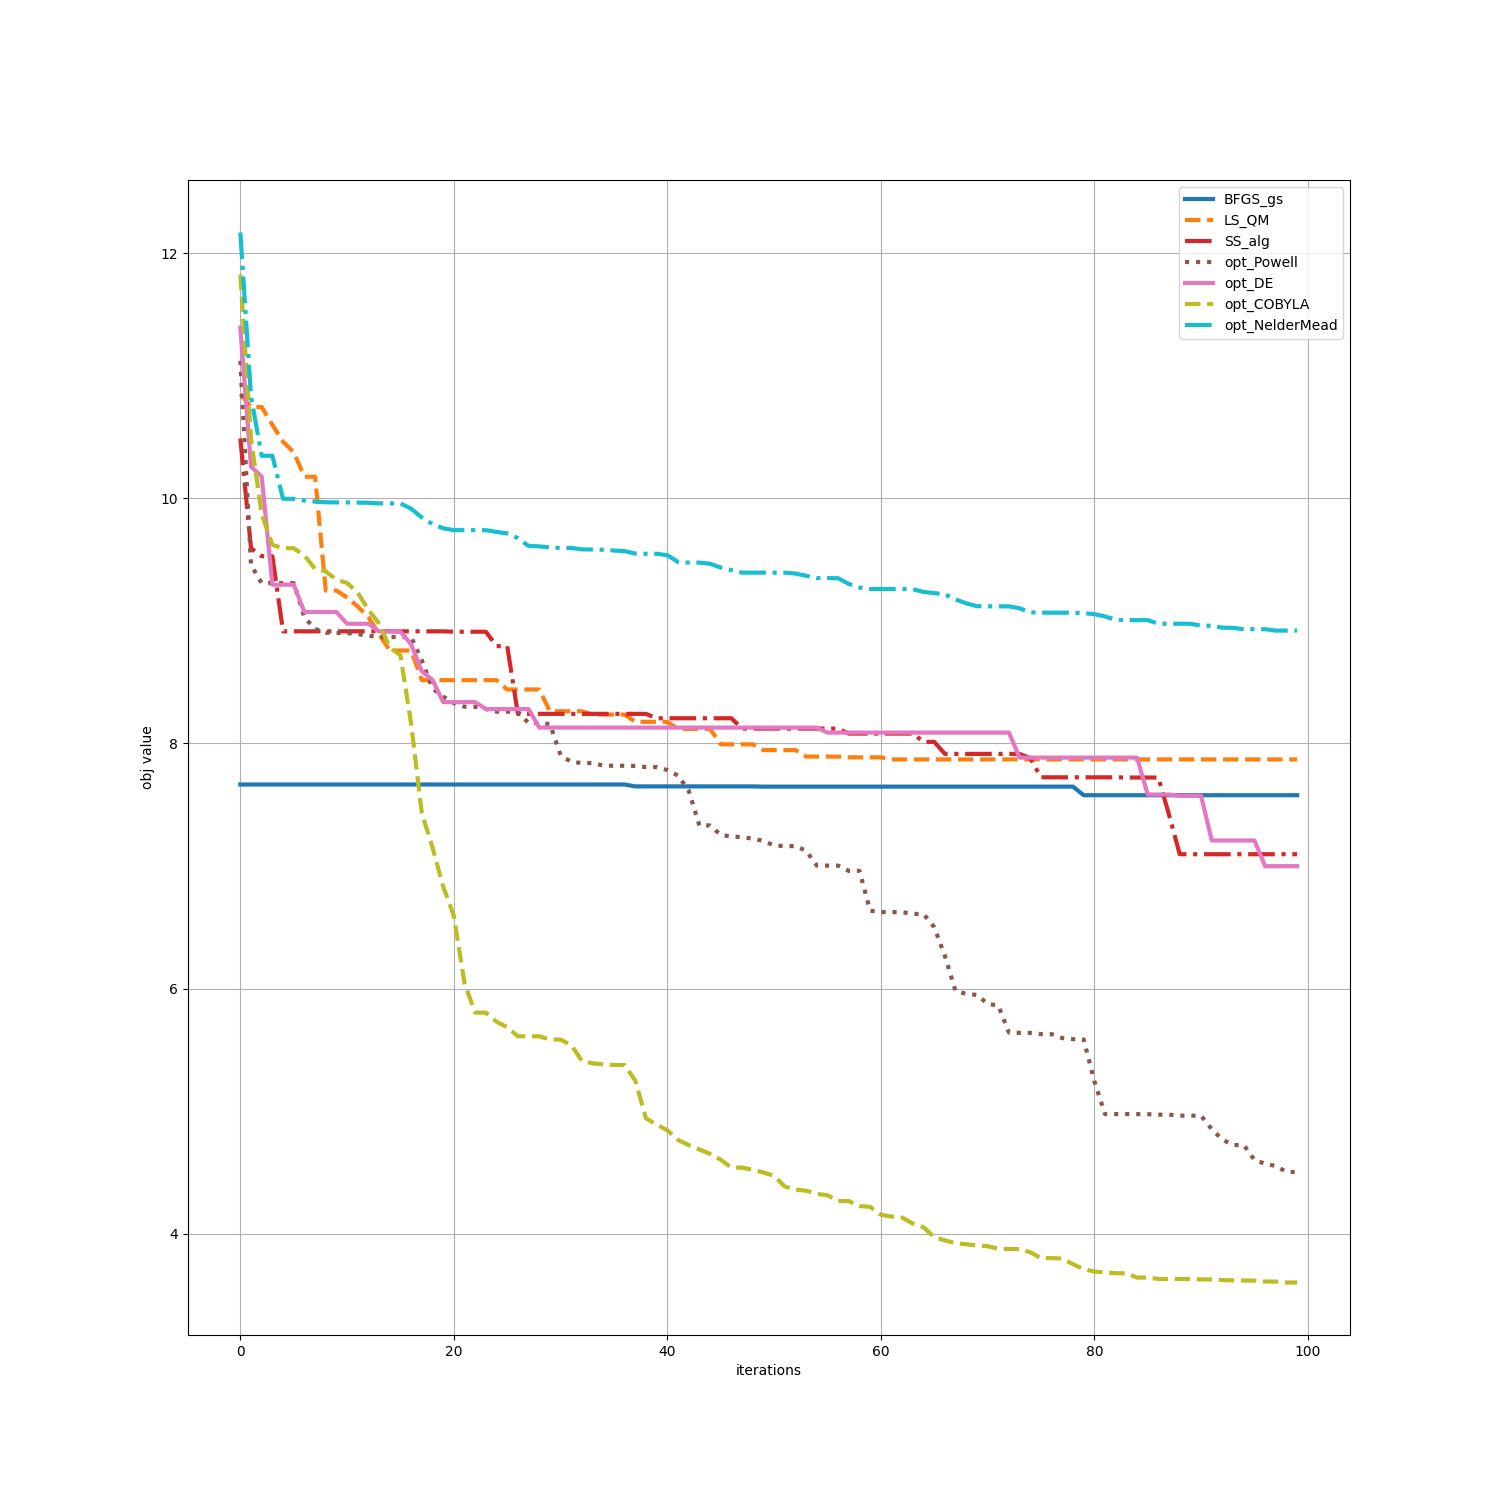 BFGS_gs
LS_QM
SS_alg
opt_Powell
opt_DE
opt_COBYLA
opt_NelderMead
12
10
8
6
4
obj value
0 20 40 60 80 100
iterations